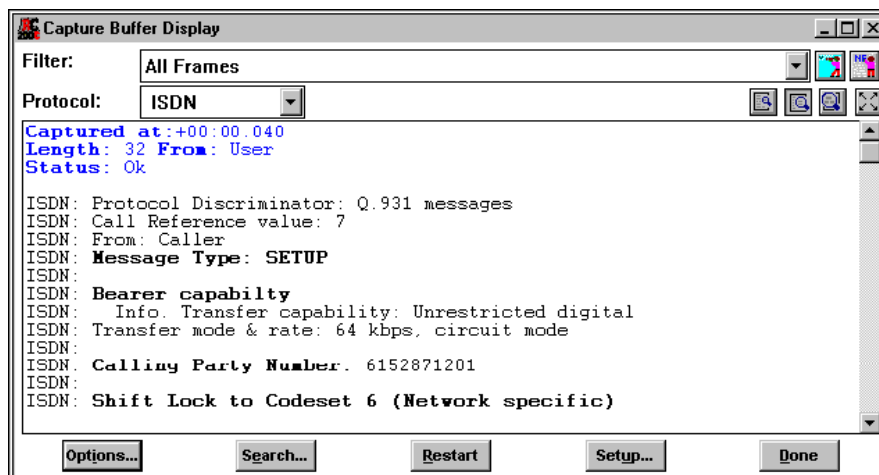 Capture Buffer Display
Filter: All Frames
Protocol: ISDN
Captured at:+00:00.040
Length: 32 From: User
Status: Ok
ISDN: Protocol Discriminator: Q.931 messages
ISDN: Call Reference value: 7
ISDN: From: Caller
ISDN: Message Type: SETUP
ISDN:
ISDN: Bearer capabilty
ISDN: Info. Transfer capability: Unrestricted digital
ISDN: Transfer mode & rate: 64 kbps, circuit mode
ISDN:
ISDN. Calling Party Number. 6152871201
ISDN:
ISDN: Shift Lock to Codeset 6 (Network specific)
Options... Search... Restart Setup... Done